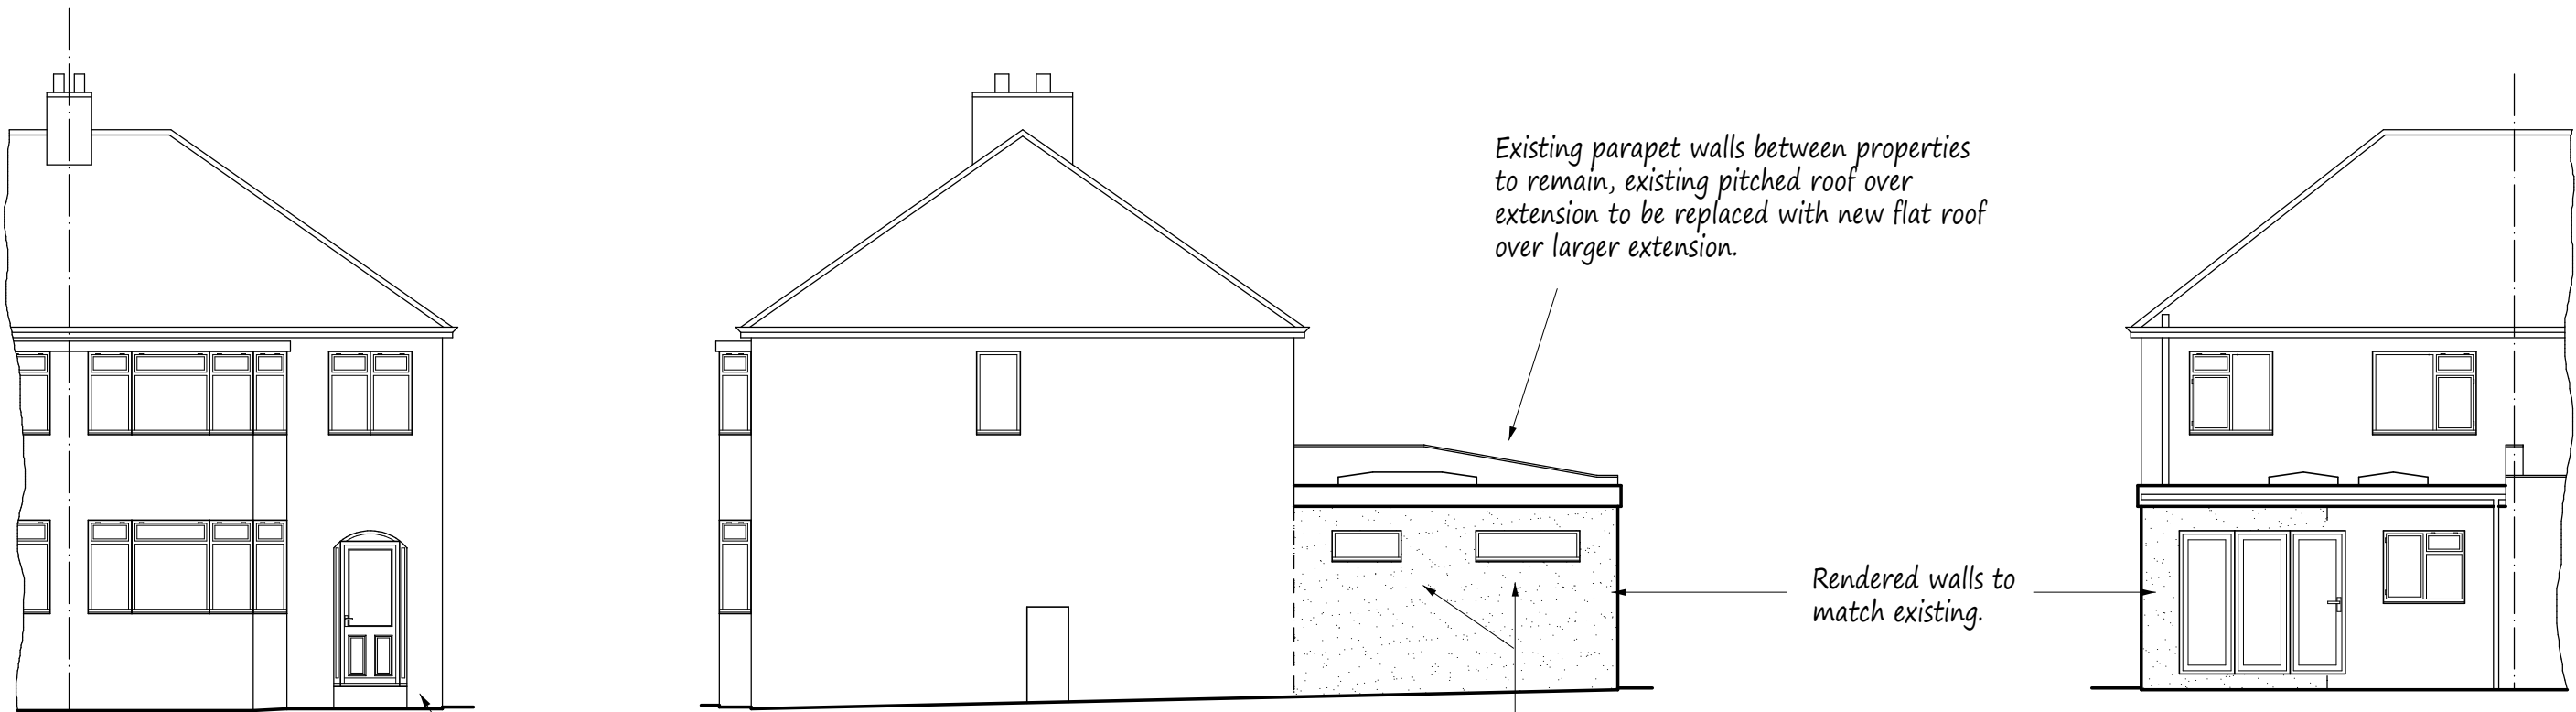 Existing parapet walls between properties
to remain, existing pitched roof over
extension to be replaced with new flat roof
over larger extension.
Rendered walls to
match existing.